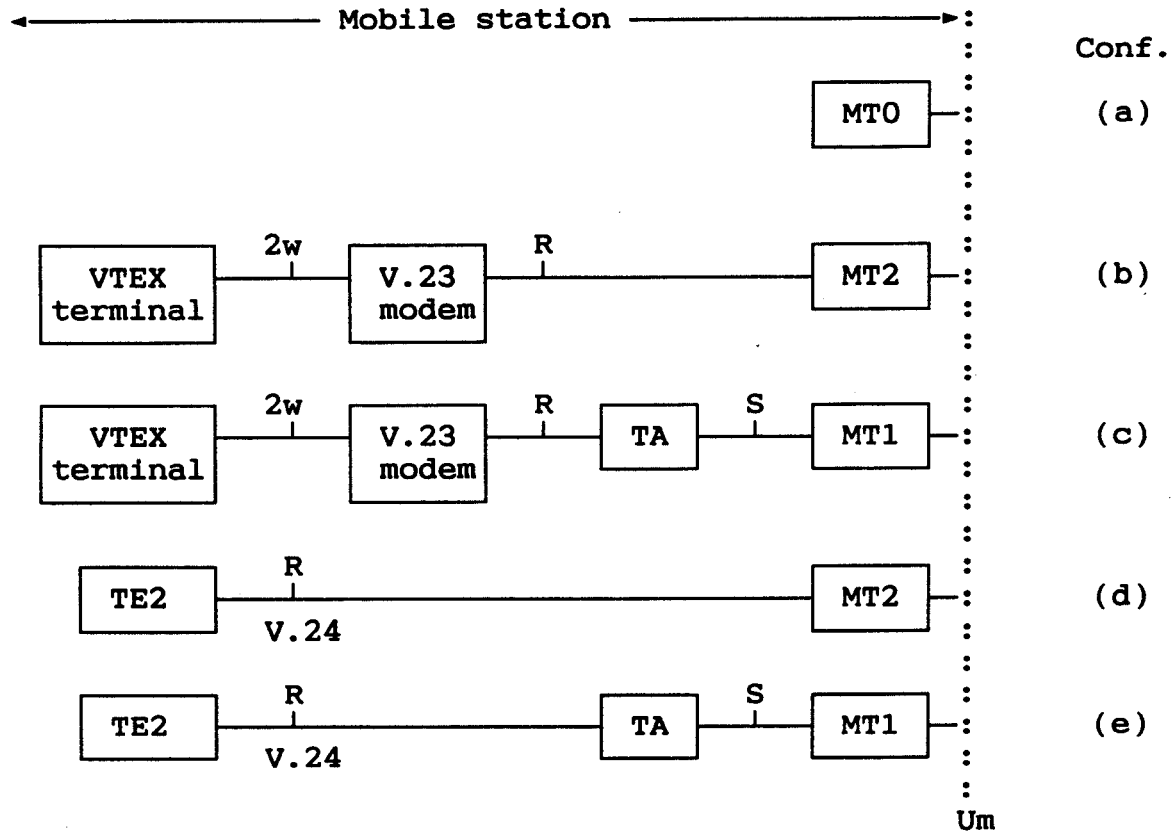 Mobile station
Conf.
MT0
(a)
2w
R
VTEX
terminal
V.23
modem
MT2
(b)
2w
R
S
VTEX
terminal
V.23
modem
TA
MT1
(c)
R
TE2
MT2
(d)
V.24
R
S
TE2
TA
MT1
(e)
V.24
Um